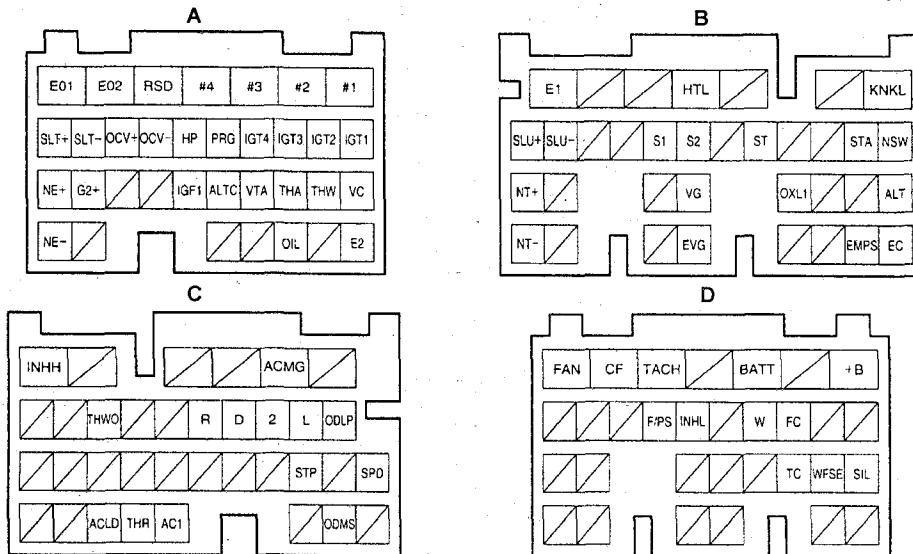 A
E01 E02 RSD #4 #3 #2 #1
SLT+ SLT- OCV+ OCV- HP PRG IGT4 IGT3 IGT2 IGT1
NE+ G2+ IGF1 ALTC VTA THA THW VC
NE- OIL E2
B
E1 HTL KNKL
SLU+ SLU- S1 S2 ST STA NSW
NT+ VG OXL1 ALT
NT- EVG EMPS EC
C
INHH ACMG
THWO R D 2 L ODLP
STP SPD
ACLD THR AC1 ODMS
D
FAN CF TACH BATT +B
F/PS INHL W FC
TC WFSE SIL